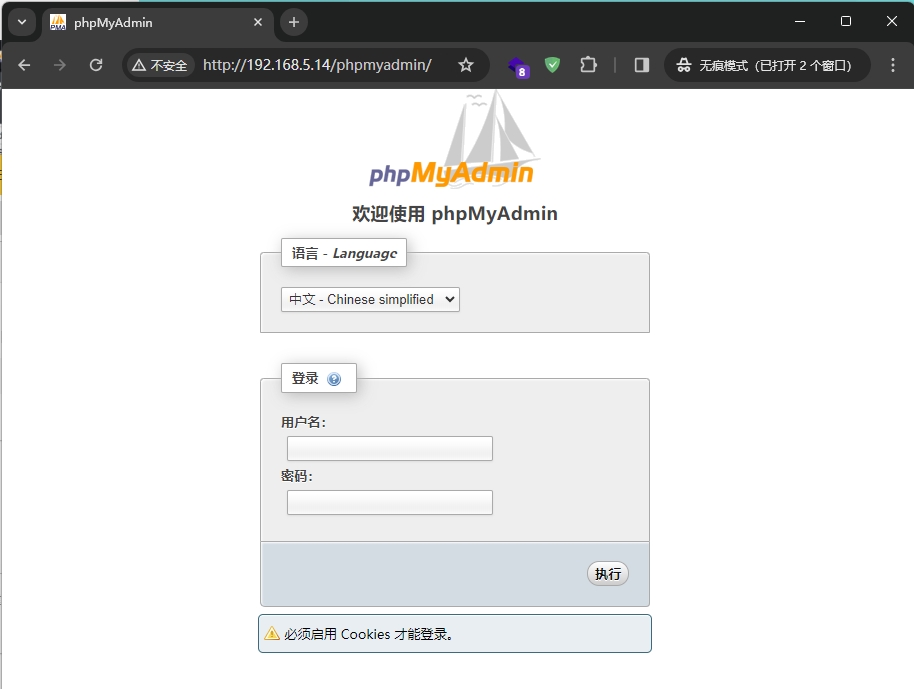 phpMyAdmin
不安全 http://192.168.5.14/phpmyadmin/ 8 无痕模式（已打开 2 个窗口）
phpMyAdmin
欢迎使用 phpMyAdmin
语言 - Language
中文 - Chinese simplified
登录
用户名：
密码：
执行
必须启用 Cookies 才能登录。